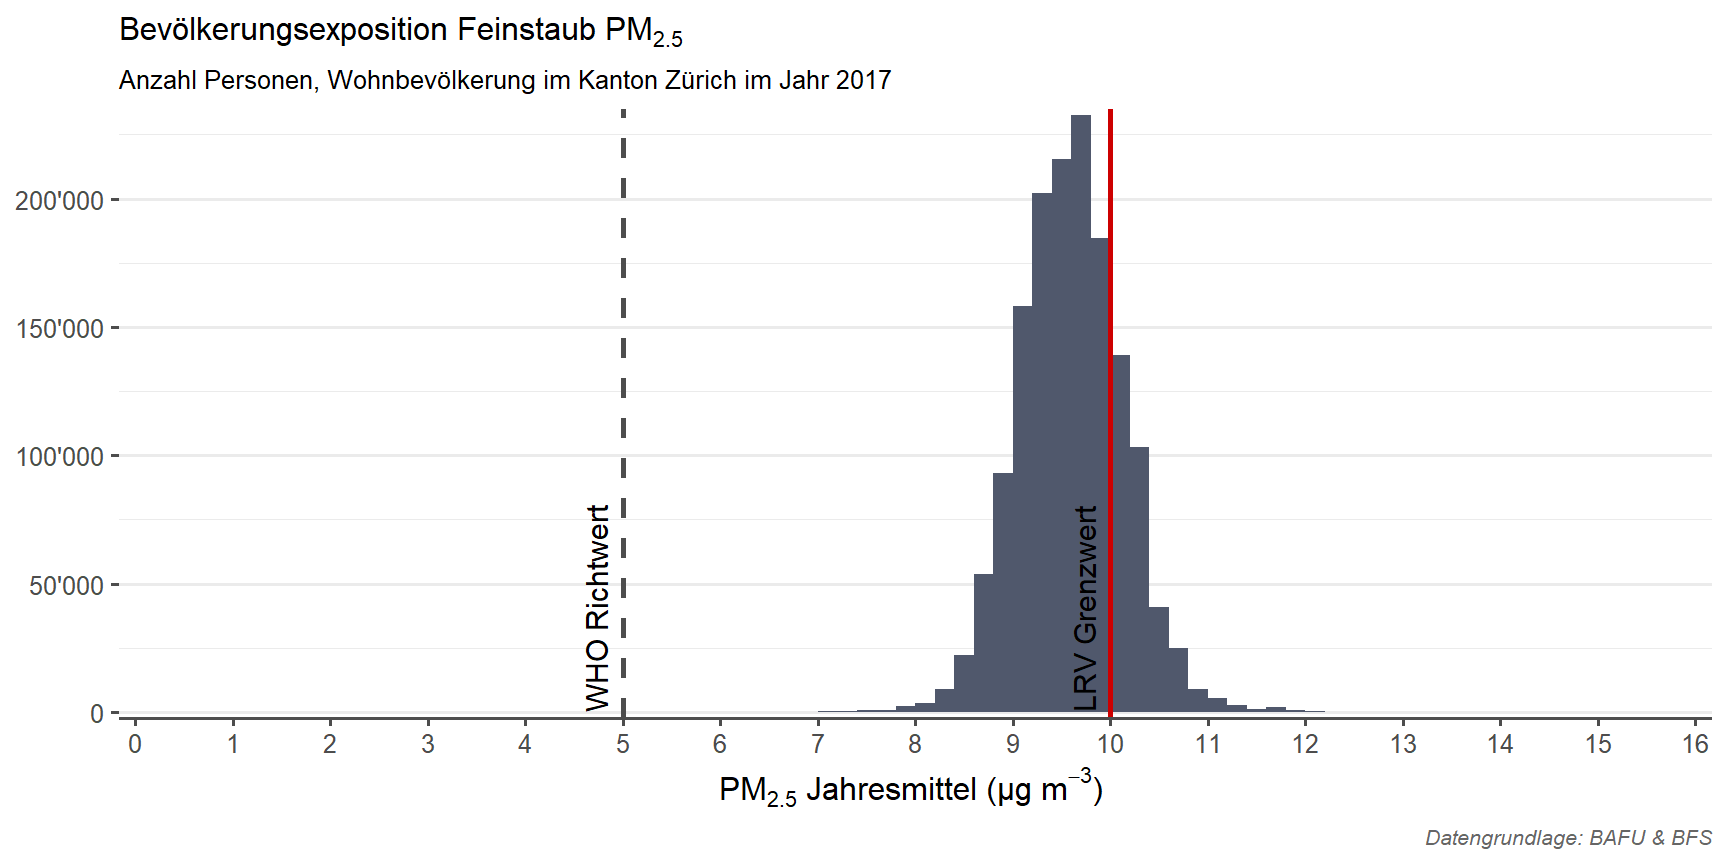 Bevölkerungsexposition Feinstaub PM2.5
Anzahl Personen, Wohnbevölkerung im Kanton Zürich im Jahr 2017
200'000
150'000
100'000
50'000
0
WHO Richtwert
LRV Grenzwert
0 1 2 3 4 5 6 7 8 9 10 11 12 13 14 15 16
PM2.5 Jahresmittel (µg m−3)
Datengrundlage: BAFU & BFS